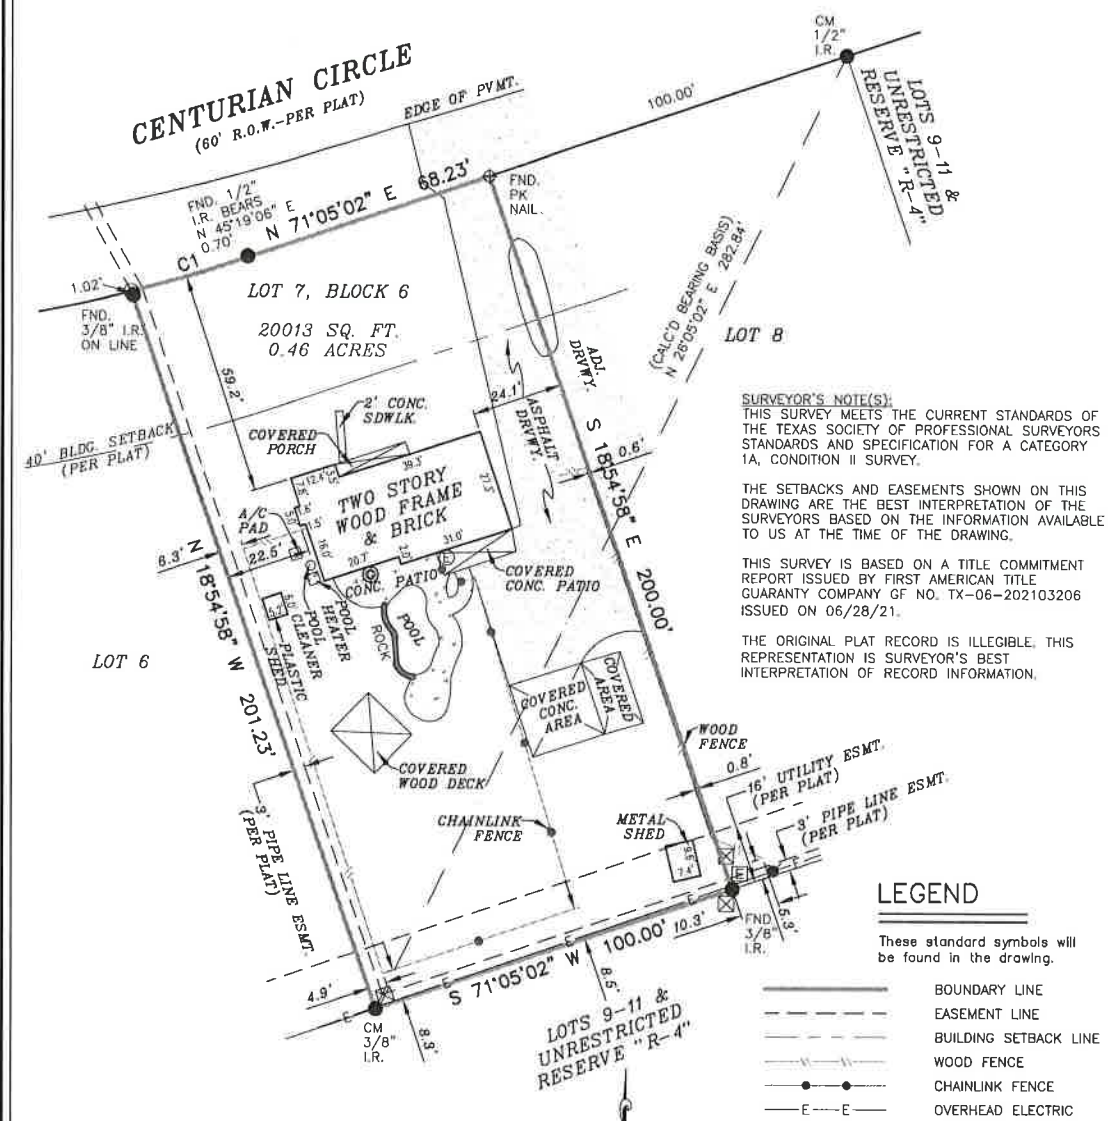 CENTURIAN CIRCLE
(60' R.O.W.-PER PLAT)
EDGE OF PVMT.
CM
1/2"
I.R.
100.00'
LOTS 9-11 &
UNRESTRICTED
RESERVE "R-4"
FND. 1/2"
I.R. BEARS
N 45°19'06" E
0.70'
N 71°05'02" E 68.23'
FND.
PK
NAIL.
C1
1.02'
FND.
3/8" I.R.
ON LINE
LOT 7, BLOCK 6
20013 SQ. FT.
0.46 ACRES
(CALC'D BEARING BASIS)
N 26°05'02" E 282.84'
LOT 8
59.2'
ADJ.
DRVWY.
24.1'
ASPHALT
DRVWY.
2' CONC.
SDWLK.
COVERED
PORCH
40' BLDG. SETBACK
(PER PLAT)
S 18°54'58" E 200.00'
0.6'
SURVEYOR'S NOTE(S):
THIS SURVEY MEETS THE CURRENT STANDARDS OF
THE TEXAS SOCIETY OF PROFESSIONAL SURVEYORS
STANDARDS AND SPECIFICATION FOR A CATEGORY
1A, CONDITION II SURVEY.
THE SETBACKS AND EASEMENTS SHOWN ON THIS
DRAWING ARE THE BEST INTERPRETATION OF THE
SURVEYORS BASED ON THE INFORMATION AVAILABLE
TO US AT THE TIME OF THE DRAWING.
THIS SURVEY IS BASED ON A TITLE COMMITMENT
REPORT ISSUED BY FIRST AMERICAN TITLE
GUARANTY COMPANY GF NO. TX-06-202103206
ISSUED ON 06/28/21.
THE ORIGINAL PLAT RECORD IS ILLEGIBLE. THIS
REPRESENTATION IS SURVEYOR'S BEST
INTERPRETATION OF RECORD INFORMATION.
TWO STORY
WOOD FRAME
& BRICK
7.8'
12.4'
3.5'
39.3'
27.5'
31.0'
2.0'
20.7'
16.0'
1.5'
5.0'
A/C
PAD
22.5'
6.3'
N 18°54'58" W 201.23'
CONC. PATIO
COVERED
CONC. PATIO
E
POOL
HEATER
POOL
CLEANER
PLASTIC
SHED
POOL
ROCK
LOT 6
COVERED
CONC.
AREA
COVERED
AREA
COVERED
WOOD DECK
WOOD
FENCE
0.8'
16' UTILITY ESMT.
(PER PLAT)
3' PIPE LINE ESMT.
(PER PLAT)
CHAINLINK
FENCE
METAL
SHED
7.4'
3' PIPE LINE ESMT.
(PER PLAT)
E
10.3'
FND
3/8"
I.R.
5.3'
4.9'
CM
3/8"
I.R.
8.3'
S 71°05'02" W 100.00'
8.5'
LOTS 9-11 &
UNRESTRICTED
RESERVE "R-4"
LEGEND
These standard symbols will
be found in the drawing.
BOUNDARY LINE
EASEMENT LINE
BUILDING SETBACK LINE
WOOD FENCE
CHAINLINK FENCE
E E OVERHEAD ELECTRIC